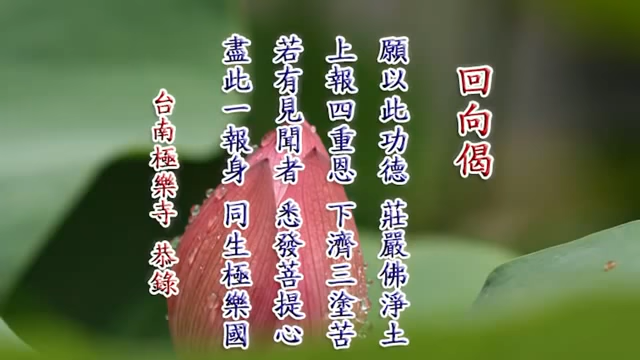 回向偈
願以此功德 莊嚴佛淨土
上報四重恩 下濟三塗苦
若有見聞者 悉發菩提心
盡此一報身 同生極樂國
台南極樂寺 恭錄